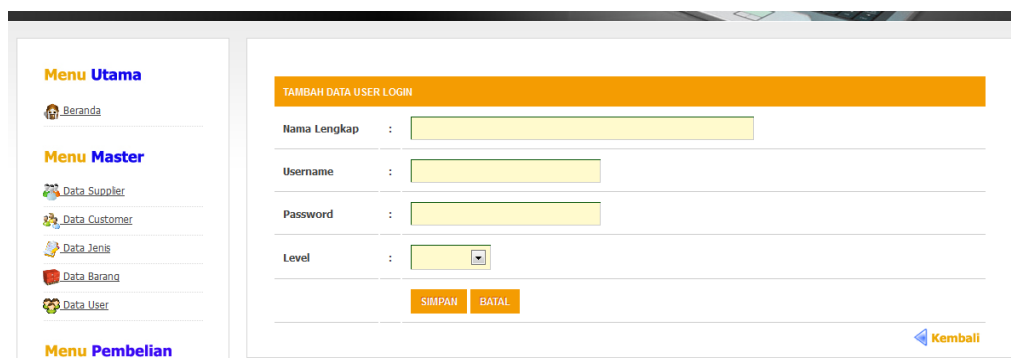 Menu Utama
Beranda
Menu Master
Data Supplier
Data Customer
Data Jenis
Data Barang
Data User
Menu Pembelian
TAMBAH DATA USER LOGIN
Nama Lengkap :
Username :
Password :
Level :
SIMPAN BATAL
Kembali